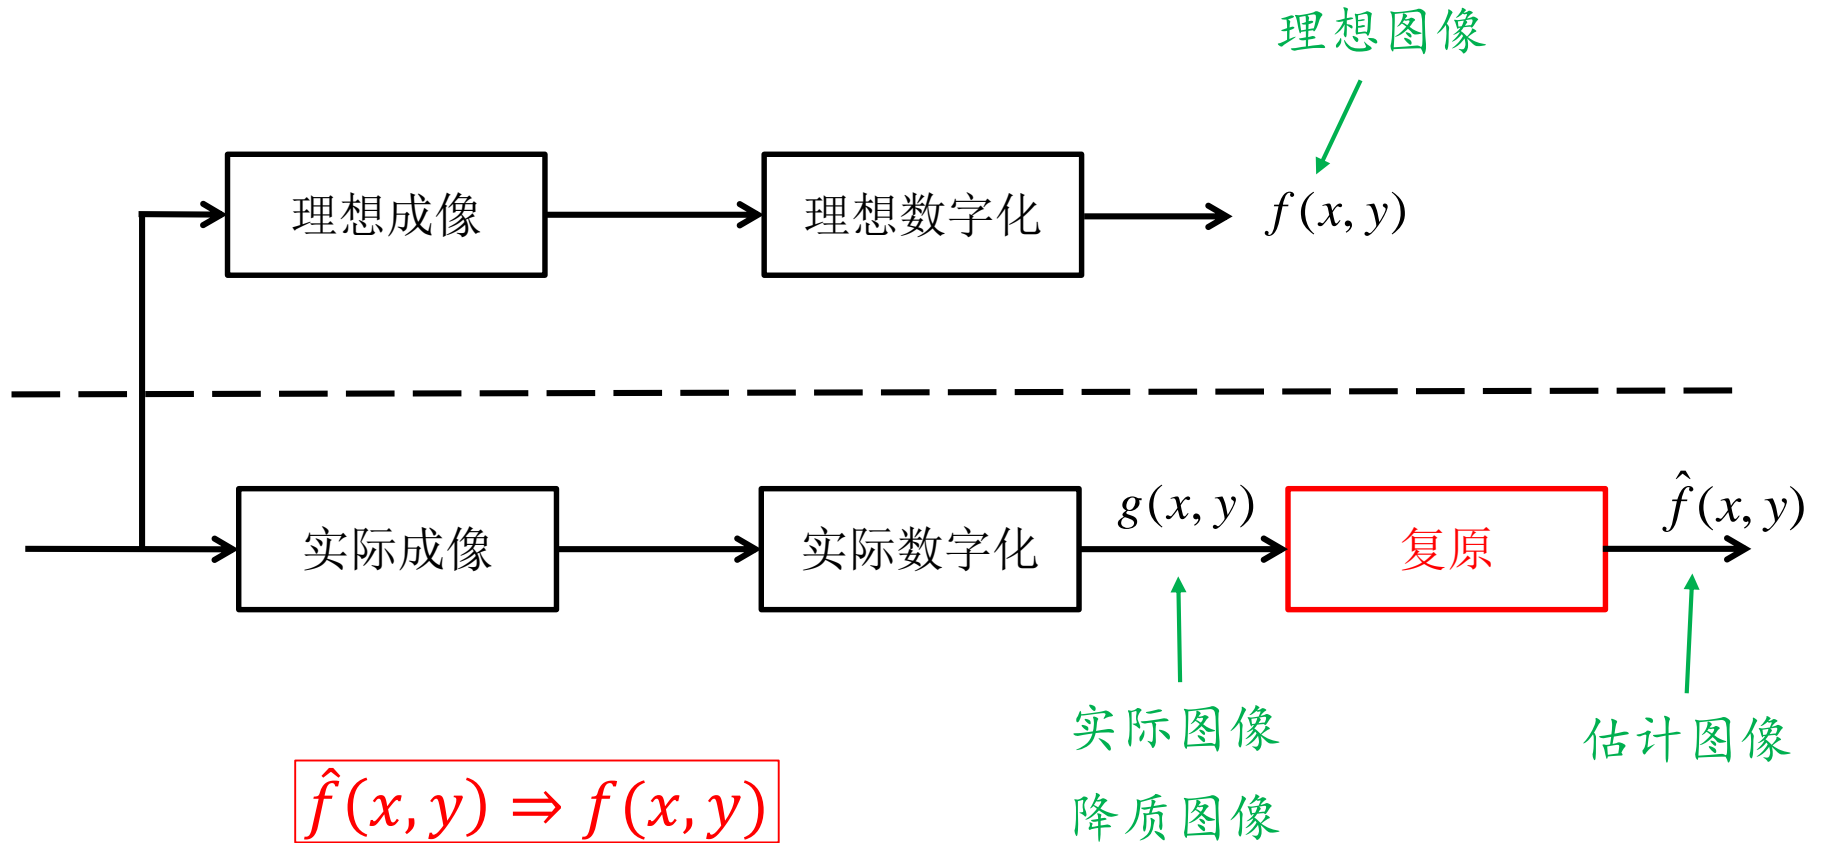 理想图像
理想成像
理想数字化
f(x, y)
实际成像
实际数字化
g(x, y)
复原
f̂(x, y)
实际图像
降质图像
估计图像
f̂(x, y) ⇒ f(x, y)